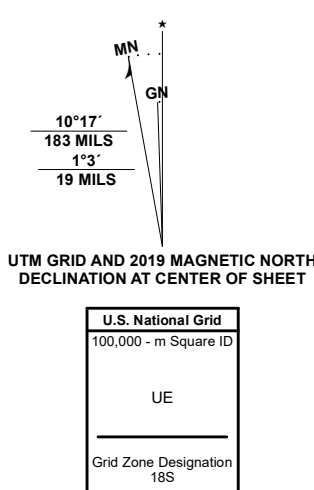 ★
MN
GN
10°17´
183 MILS
1°3´
19 MILS
UTM GRID AND 2019 MAGNETIC NORTH
DECLINATION AT CENTER OF SHEET
U.S. National Grid
100,000 - m Square ID
UE
Grid Zone Designation
18S